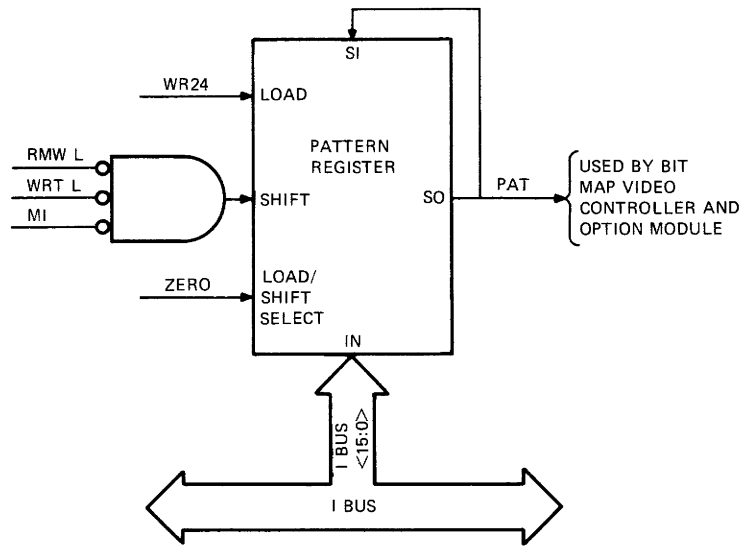 SI
WR24
LOAD
PATTERN
REGISTER
RMW L
WRT L
MI
SHIFT
SO
PAT
USED BY BIT
MAP VIDEO
CONTROLLER AND
OPTION MODULE
ZERO
LOAD/
SHIFT
SELECT
IN
I BUS
<15:0>
I BUS